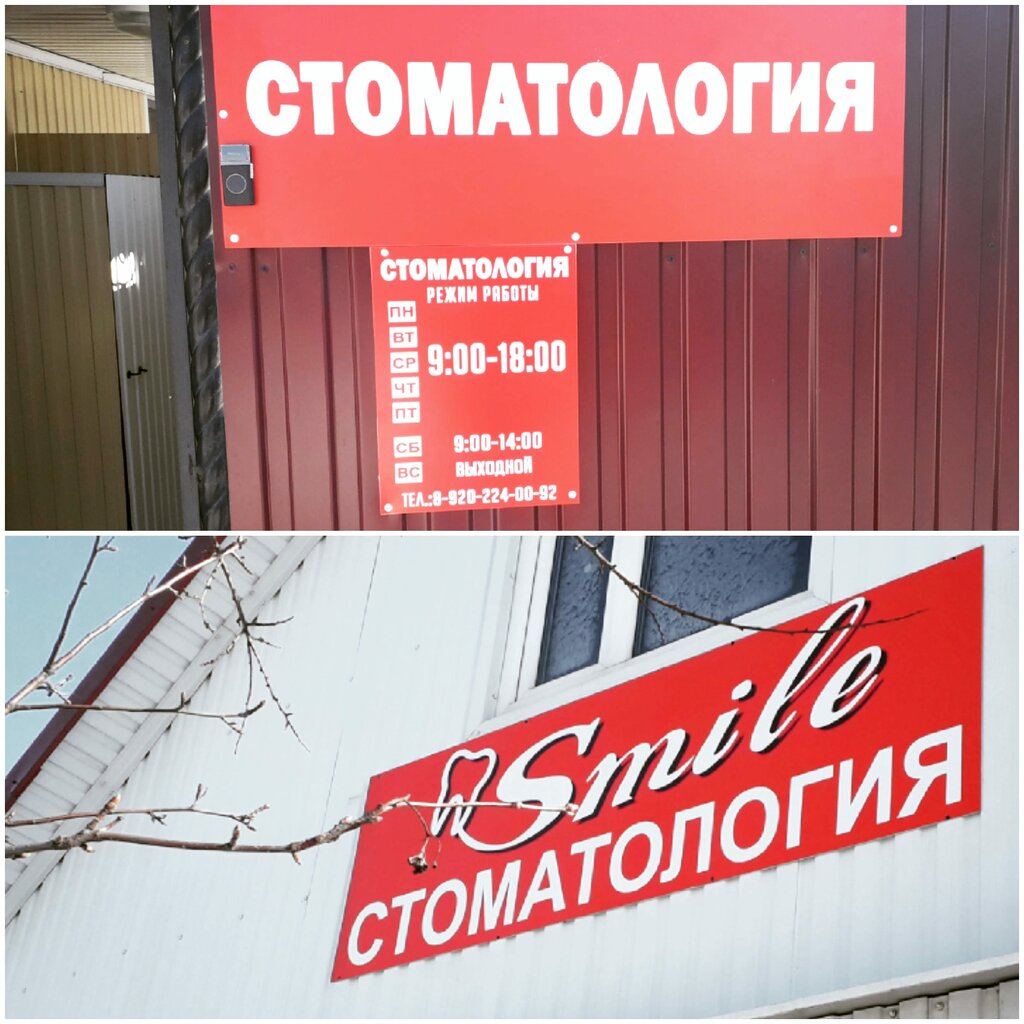 СТОМАТОЛОГИЯ
СТОМАТОЛОГИЯ
РЕЖИМ РАБОТЫ
ПН
ВТ
СР 9:00-18:00
ЧТ
ПТ
СБ 9:00-14:00
ВС ВЫХОДНОЙ
ТЕЛ.:8-920-224-00-92
Smile
СТОМАТОЛОГИЯ